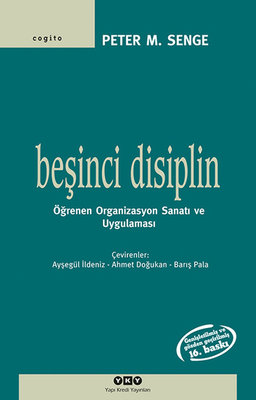 cogito
PETER M. SENGE
beşinci disiplin
Öğrenen Organizasyon Sanatı ve
Uygulaması
Çevirenler:
Ayşegül İldeniz - Ahmet Doğukan - Barış Pala
Genişletilmiş ve
gözden geçirilmiş
16. baskı
YKY
Yapı Kredi Yayınları